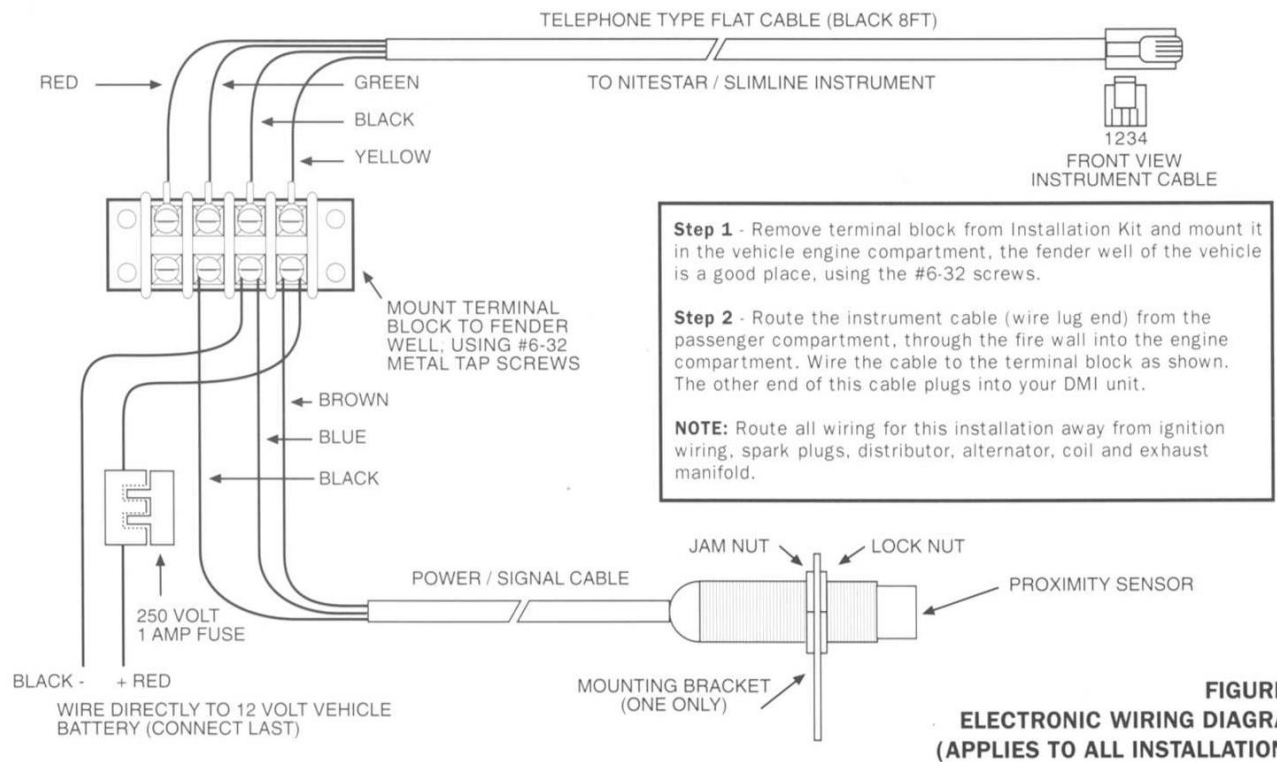 TELEPHONE TYPE FLAT CABLE (BLACK 8FT)
RED
GREEN
TO NITESTAR / SLIMLINE INSTRUMENT
BLACK
YELLOW
1234
FRONT VIEW
INSTRUMENT CABLE
Step 1 - Remove terminal block from Installation Kit and mount it
in the vehicle engine compartment, the fender well of the vehicle
is a good place, using the #6-32 screws.
Step 2 - Route the instrument cable (wire lug end) from the
passenger compartment, through the fire wall into the engine
compartment. Wire the cable to the terminal block as shown.
The other end of this cable plugs into your DMI unit.
NOTE: Route all wiring for this installation away from ignition
wiring, spark plugs, distributor, alternator, coil and exhaust
manifold.
MOUNT TERMINAL
BLOCK TO FENDER
WELL, USING #6-32
METAL TAP SCREWS
BROWN
BLUE
BLACK
JAM NUT
LOCK NUT
POWER / SIGNAL CABLE
PROXIMITY SENSOR
250 VOLT
1 AMP FUSE
BLACK -
+ RED
WIRE DIRECTLY TO 12 VOLT VEHICLE
BATTERY (CONNECT LAST)
MOUNTING BRACKET
(ONE ONLY)
FIGUR
ELECTRONIC WIRING DIAGRA
(APPLIES TO ALL INSTALLATION